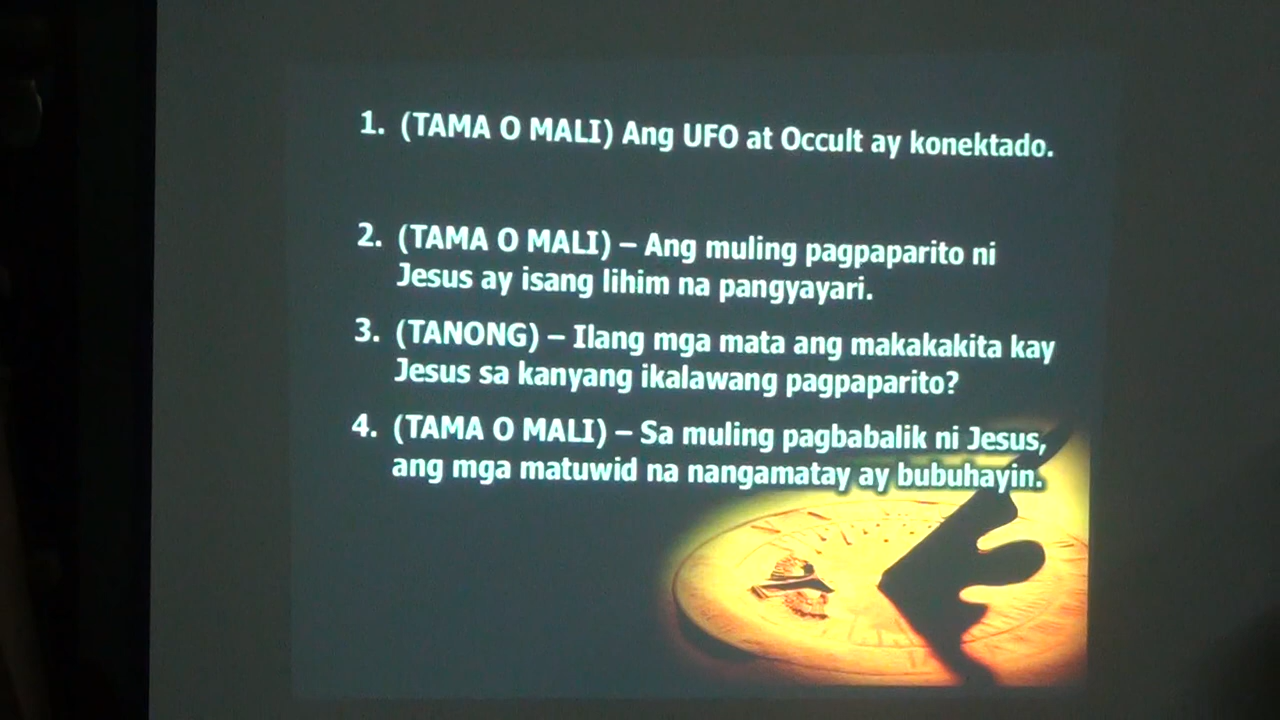 1. (TAMA O MALI) Ang UFO at Occult ay konektado.
2. (TAMA O MALI) – Ang muling pagpaparito ni
Jesus ay isang lihim na pangyayari.
3. (TANONG) – Ilang mga mata ang makakakita kay
Jesus sa kanyang ikalawang pagpaparito?
4. (TAMA O MALI) – Sa muling pagbabalik ni Jesus,
ang mga matuwid na nangamatay ay bubuhayin.